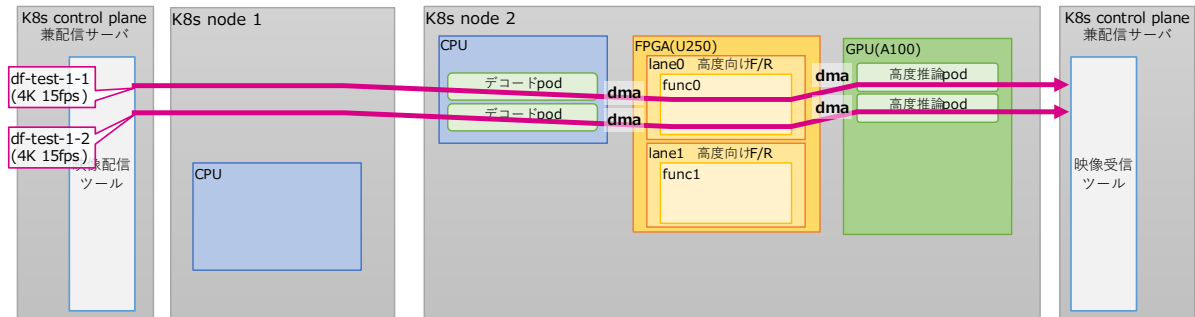 K8s control plane
兼配信サーバ
df-test-1-1
(4K 15fps)
df-test-1-2
(4K 15fps)
映像配信
ツール
K8s node 1
CPU
K8s node 2
CPU
デコードpod
デコードpod
dma
dma
FPGA(U250)
lane0 高度向けF/R
func0
lane1 高度向けF/R
func1
dma
dma
GPU(A100)
高度推論pod
高度推論pod
K8s control plane
兼配信サーバ
映像受信
ツール